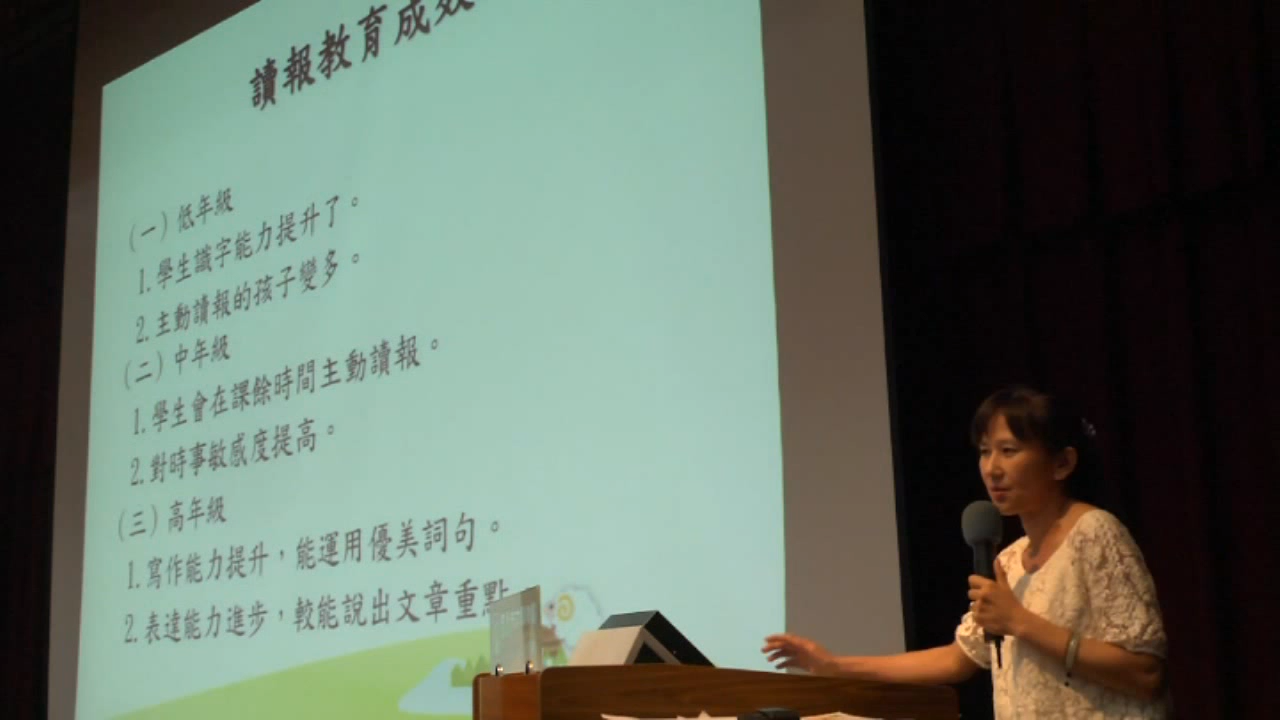 讀報教育成效
(一)低年級
1.學生識字能力提升了。
2.主動讀報的孩子變多。
(二)中年級
1.學生會在課餘時間主動讀報。
2.對時事敏感度提高。
(三)高年級
1.寫作能力提升，能運用優美詞句。
2.表達能力進步，較能說出文章重點